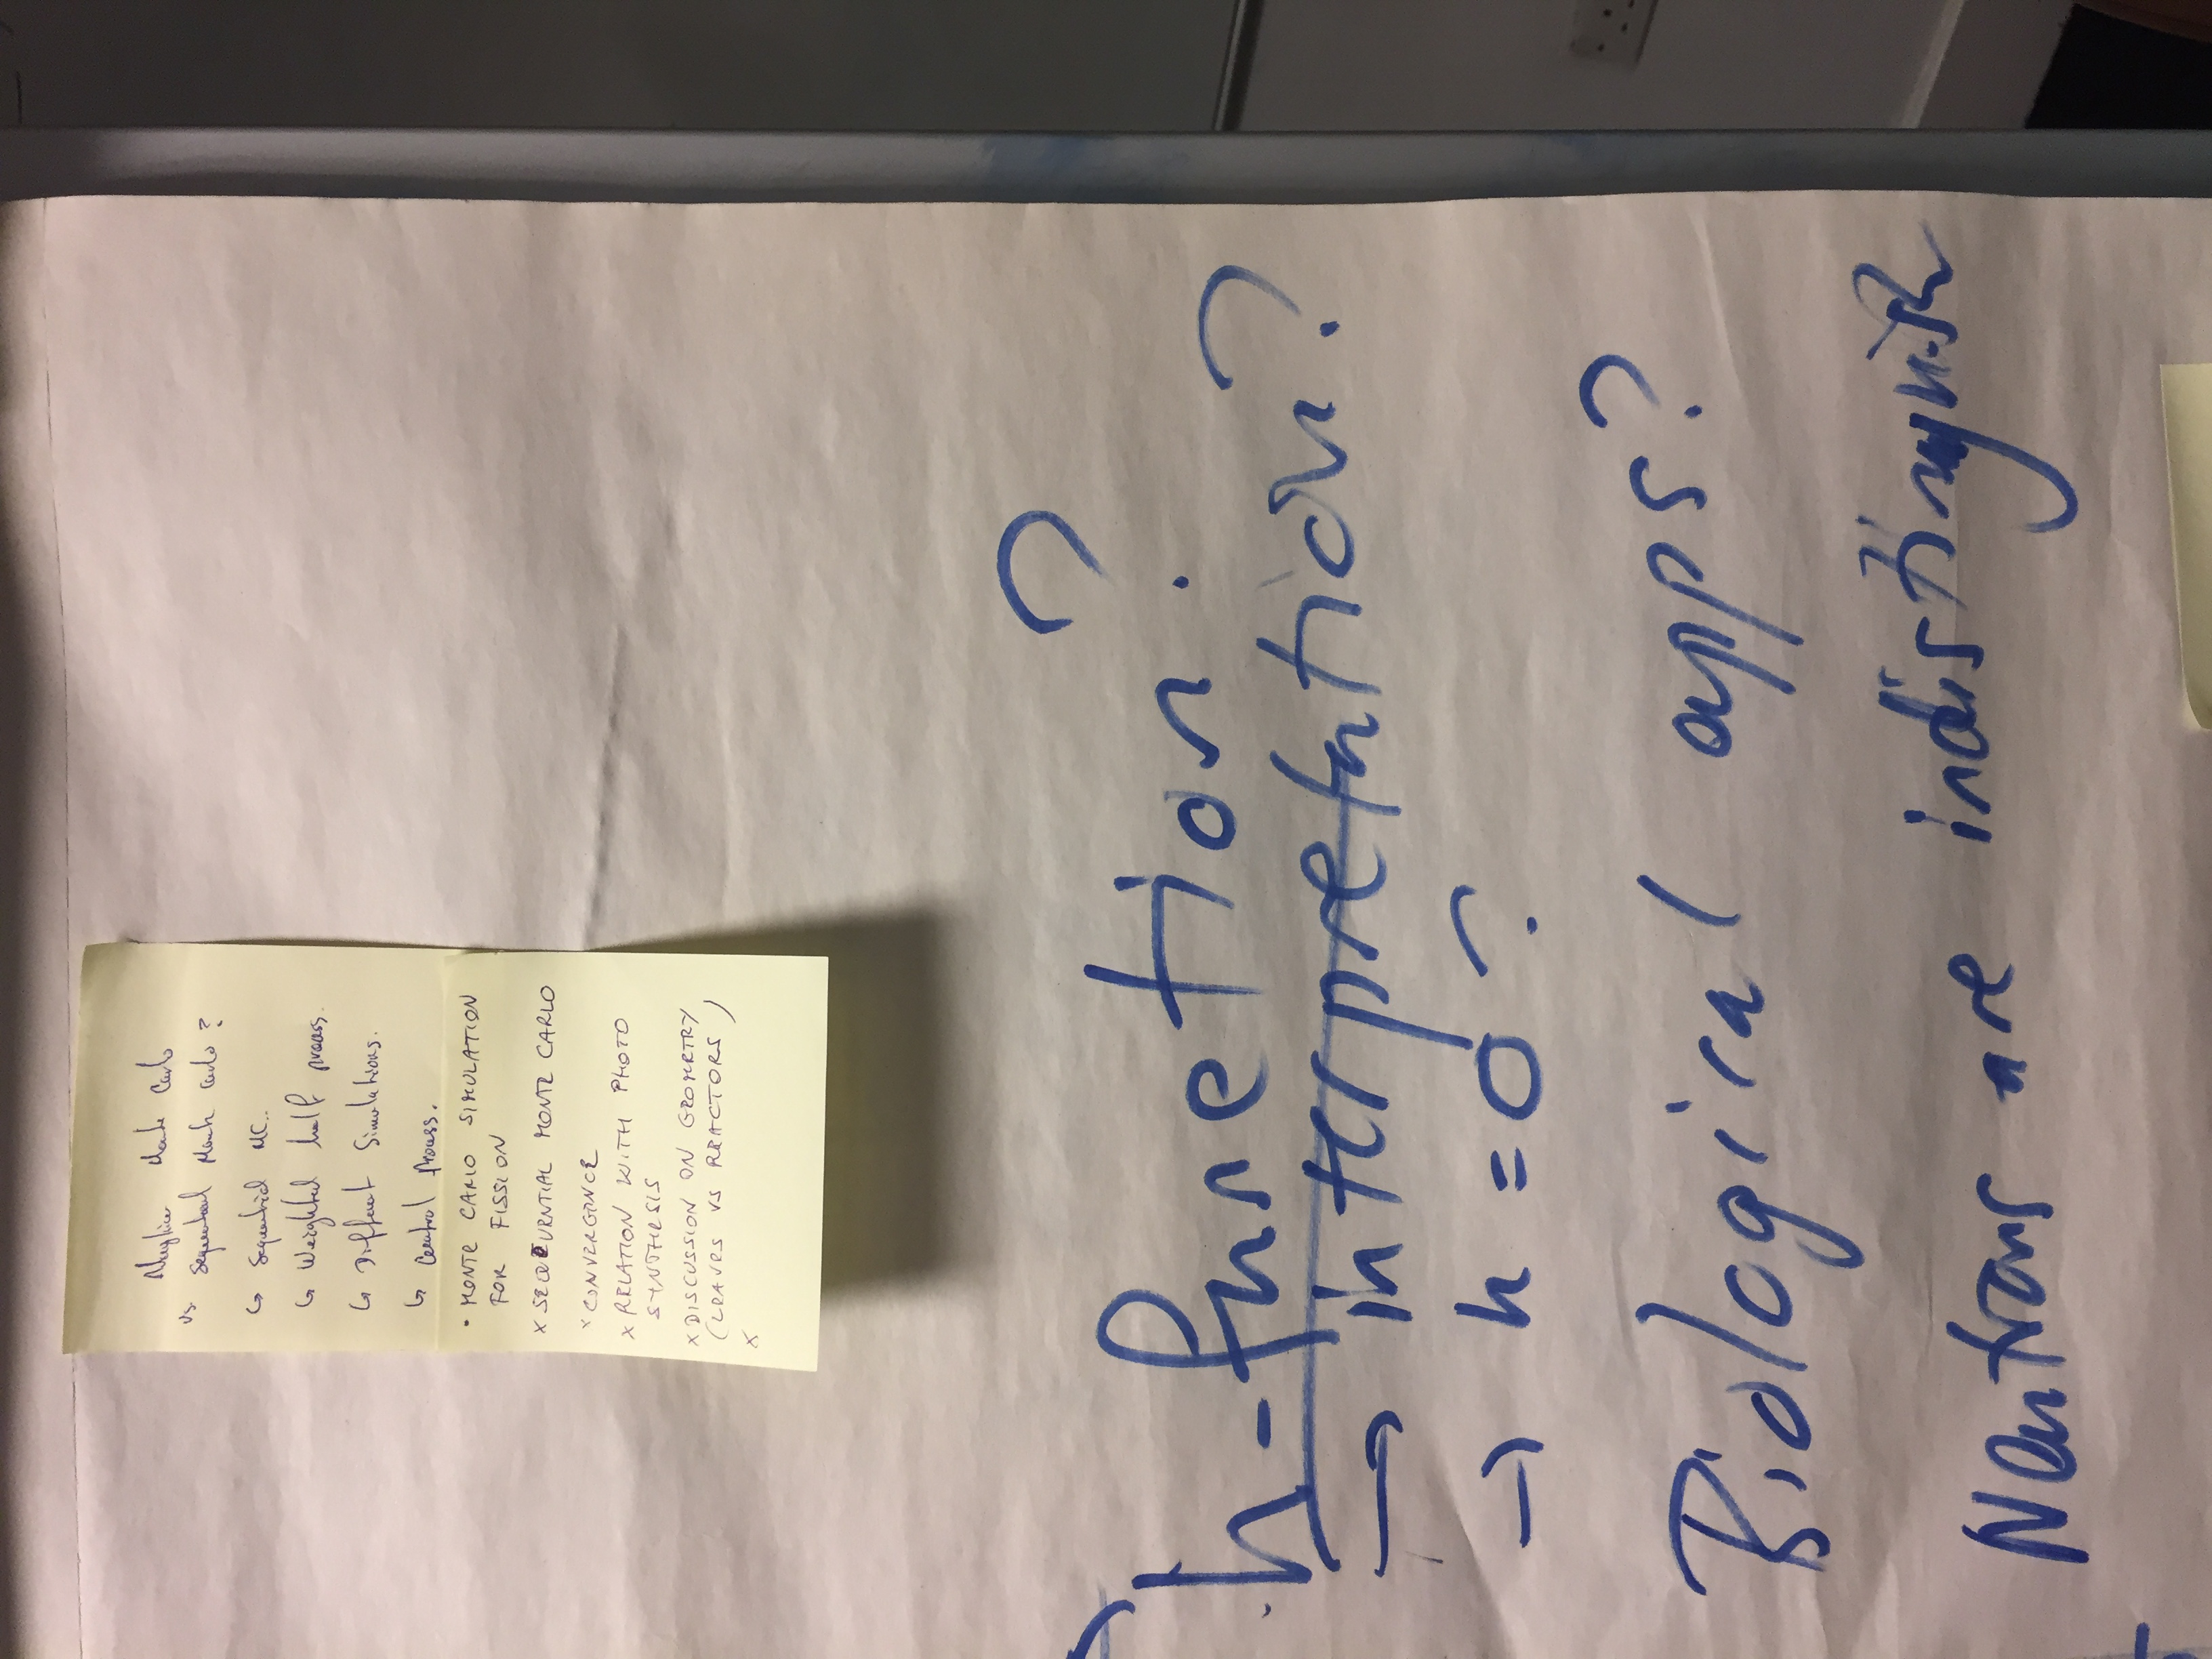 Monte Carlo
vs Sequential Monte Carlo?
↳ Sequential MC.
↳ Weighted half process.
↳ Different Simulations.
↳ Control Process.
• MONTE CARLO SIMULATION
FOR FISSION
x SEQUENTIAL MONTE CARLO
x CONVERGENCE
x RELATION WITH PHOTO
SYNTHESIS
x DISCUSSION ON GEOMETRY
(LEAVES VS REACTORS)
x
h-function?
→ interpretation?
→ h=0?
Biological apps?
Neutrons are indistinguish